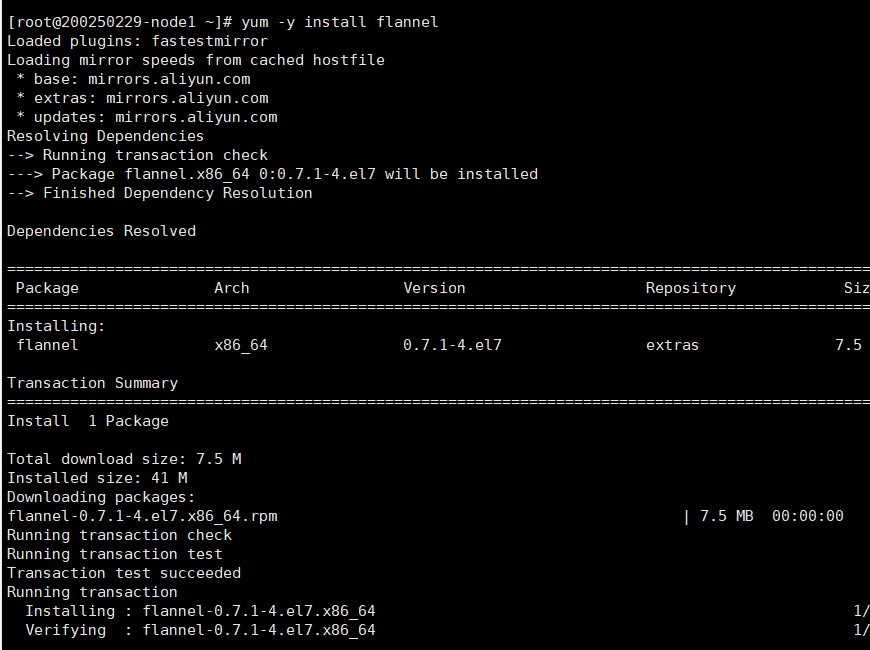 [root@200250229-node1 ~]# yum -y install flannel
Loaded plugins: fastestmirror
Loading mirror speeds from cached hostfile
 * base: mirrors.aliyun.com
 * extras: mirrors.aliyun.com
 * updates: mirrors.aliyun.com
Resolving Dependencies
--> Running transaction check
---> Package flannel.x86_64 0:0.7.1-4.el7 will be installed
--> Finished Dependency Resolution

Dependencies Resolved

================================================================================================
 Package               Arch                 Version                    Repository            Siz
================================================================================================
Installing:
 flannel               x86_64               0.7.1-4.el7                extras               7.5

Transaction Summary
================================================================================================
Install  1 Package

Total download size: 7.5 M
Installed size: 41 M
Downloading packages:
flannel-0.7.1-4.el7.x86_64.rpm                                             | 7.5 MB  00:00:00
Running transaction check
Running transaction test
Transaction test succeeded
Running transaction
  Installing : flannel-0.7.1-4.el7.x86_64                                                     1/
  Verifying  : flannel-0.7.1-4.el7.x86_64                                                     1/